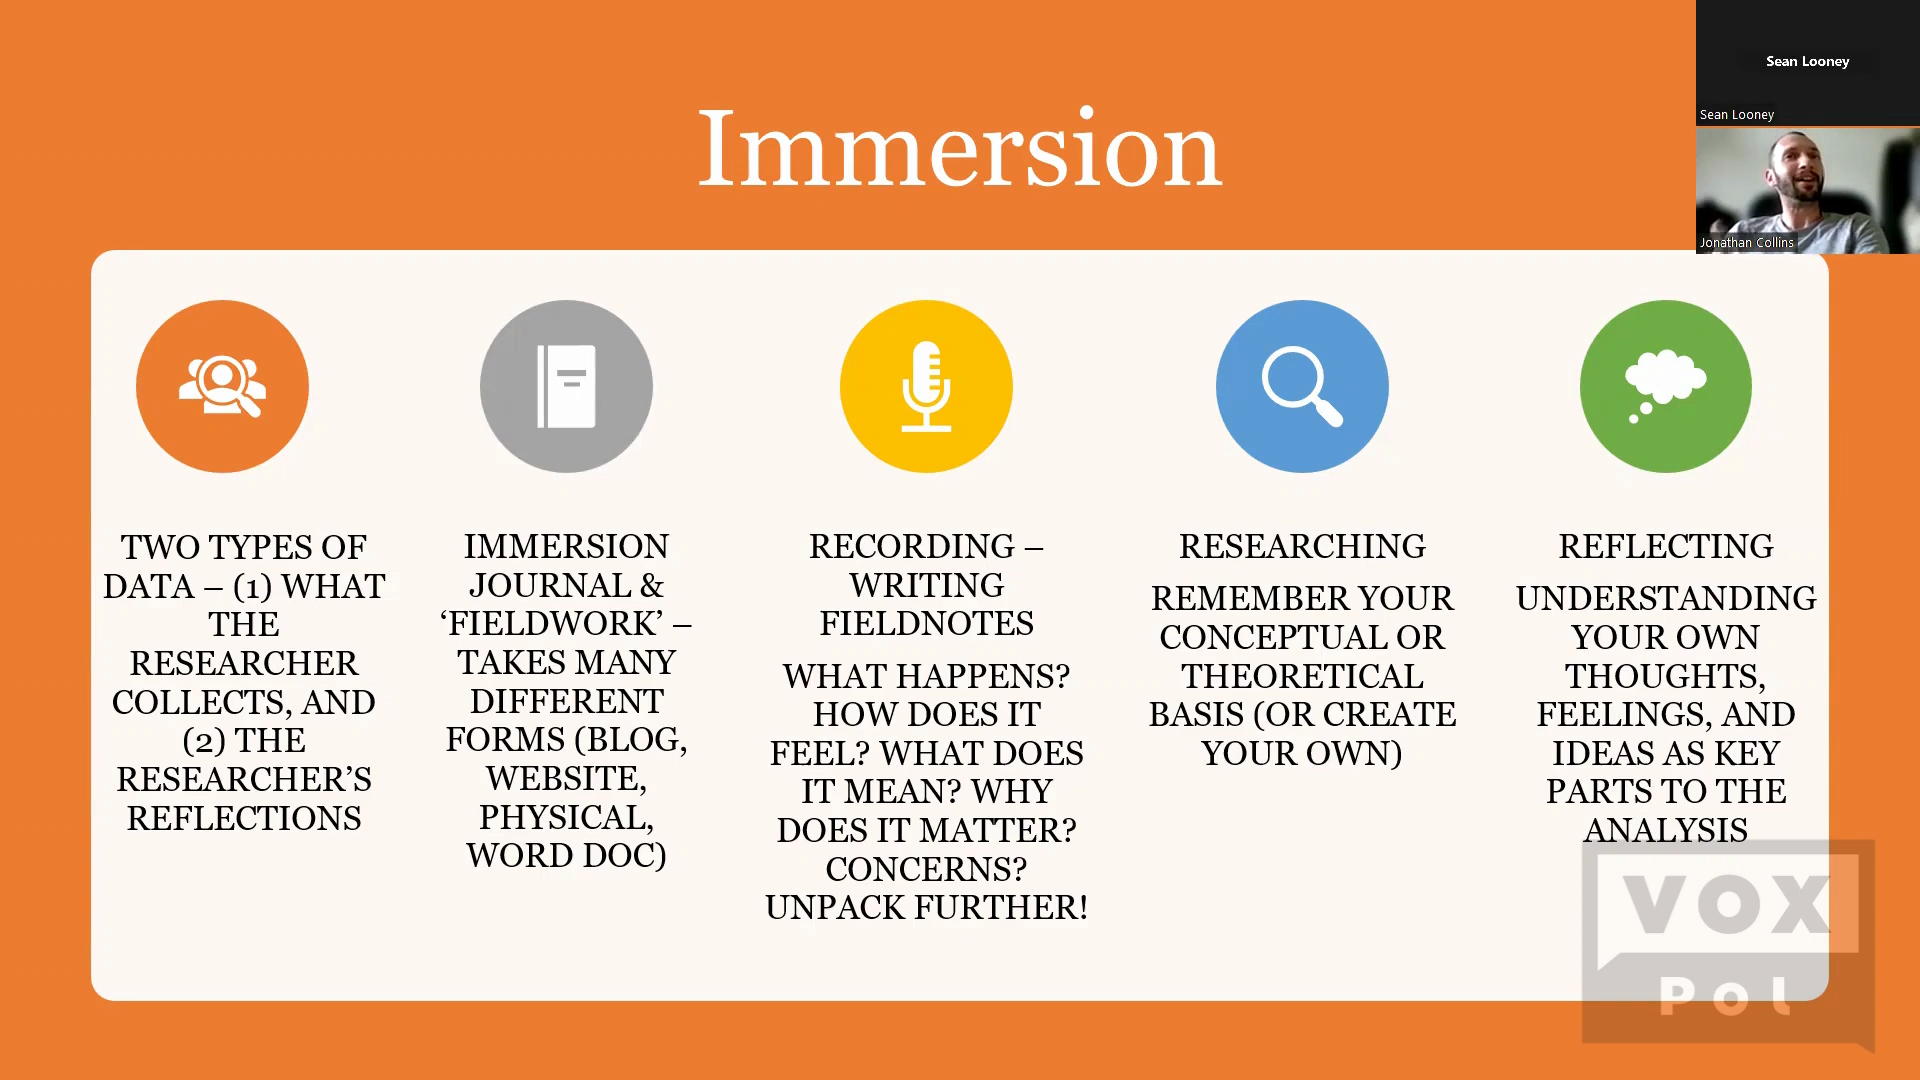 Immersion
Sean Looney
Sean Looney
Jonathan Collins
TWO TYPES OF
DATA – (1) WHAT
THE
RESEARCHER
COLLECTS, AND
(2) THE
RESEARCHER’S
REFLECTIONS
IMMERSION
JOURNAL &
‘FIELDWORK’ –
TAKES MANY
DIFFERENT
FORMS (BLOG,
WEBSITE,
PHYSICAL,
WORD DOC)
RECORDING –
WRITING
FIELDNOTES
WHAT HAPPENS?
HOW DOES IT
FEEL? WHAT DOES
IT MEAN? WHY
DOES IT MATTER?
CONCERNS?
UNPACK FURTHER!
RESEARCHING
REMEMBER YOUR
CONCEPTUAL OR
THEORETICAL
BASIS (OR CREATE
YOUR OWN)
REFLECTING
UNDERSTANDING
YOUR OWN
THOUGHTS,
FEELINGS, AND
IDEAS AS KEY
PARTS TO THE
ANALYSIS
VOX
Pol